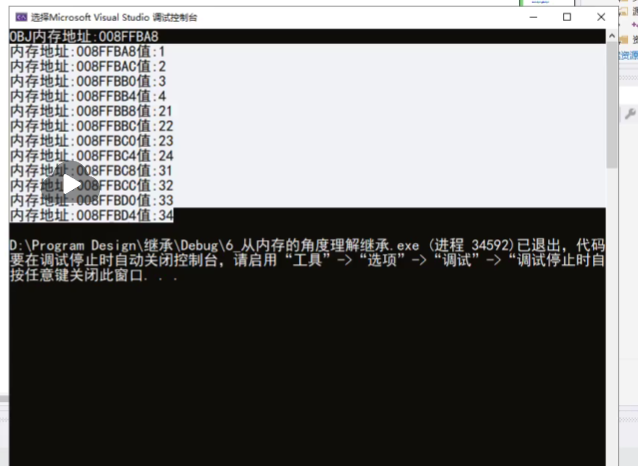 选择Microsoft Visual Studio 调试控制台
OBJ内存地址:008FFBA8
内存地址:008FFBA8值:1
内存地址:008FFBAC值:2
内存地址:008FFBB0值:3
内存地址:008FFBB4值:4
内存地址:008FFBB8值:21
内存地址:008FFBBC值:22
内存地址:008FFBC0值:23
内存地址:008FFBC4值:24
内存地址:008FFBC8值:31
内存地址:008FFBCC值:32
内存地址:008FFBD0值:33
内存地址:008FFBD4值:34
D:\Program Design\继承\Debug\6_从内存的角度理解继承.exe (进程 34592)已退出，代码
要在调试停止时自动关闭控制台，请启用“工具”->“选项”->“调试”->“调试停止时自
按任意键关闭此窗口. . .